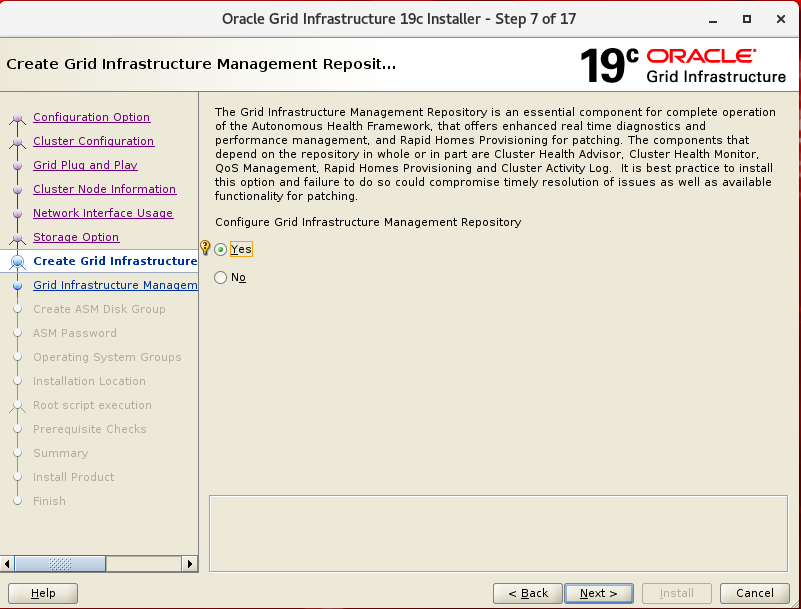 Oracle Grid Infrastructure 19c Installer - Step 7 of 17
Create Grid Infrastructure Management Reposit...
19c ORACLE
Grid Infrastructure
Configuration Option
Cluster Configuration
Grid Plug and Play
Cluster Node Information
Network Interface Usage
Storage Option
Create Grid Infrastructure
Grid Infrastructure Managem
Create ASM Disk Group
ASM Password
Operating System Groups
Installation Location
Root script execution
Prerequisite Checks
Summary
Install Product
Finish
The Grid Infrastructure Management Repository is an essential component for complete operation
of the Autonomous Health Framework, that offers enhanced real time diagnostics and
performance management, and Rapid Homes Provisioning for patching. The components that
depend on the repository in whole or in part are Cluster Health Advisor, Cluster Health Monitor,
QoS Management, Rapid Homes Provisioning and Cluster Activity Log.  It is best practice to install
this option and failure to do so could compromise timely resolution of issues as well as available
functionality for patching.
Configure Grid Infrastructure Management Repository
Yes
No
Help
< Back
Next >
Install
Cancel